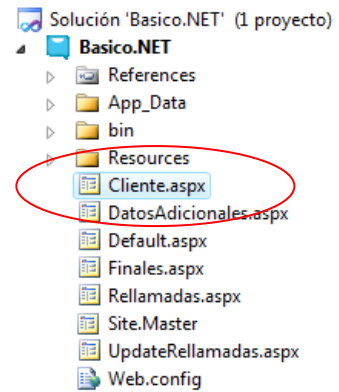 Solución 'Basico.NET' (1 proyecto)
Basico.NET
References
App_Data
bin
Resources
Cliente.aspx
DatosAdicionales.aspx
Default.aspx
Finales.aspx
Rellamadas.aspx
Site.Master
UpdateRellamadas.aspx
Web.config